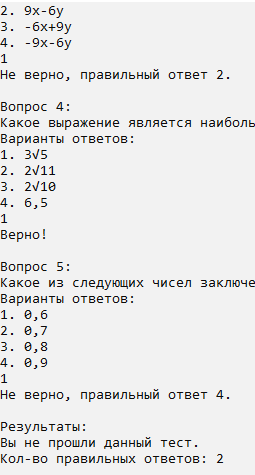 2. 9x-6y
3. -6x+9y
4. -9x-6y
1
Не верно, правильный ответ 2.

Вопрос 4:
Какое выражение является наиболь
Варианты ответов:
1. 3√5
2. 2√11
3. 2√10
4. 6,5
1
Верно!

Вопрос 5:
Какое из следующих чисел заключе
Варианты ответов:
1. 0,6
2. 0,7
3. 0,8
4. 0,9
1
Не верно, правильный ответ 4.

Результаты:
Вы не прошли данный тест.
Кол-во правильных ответов: 2